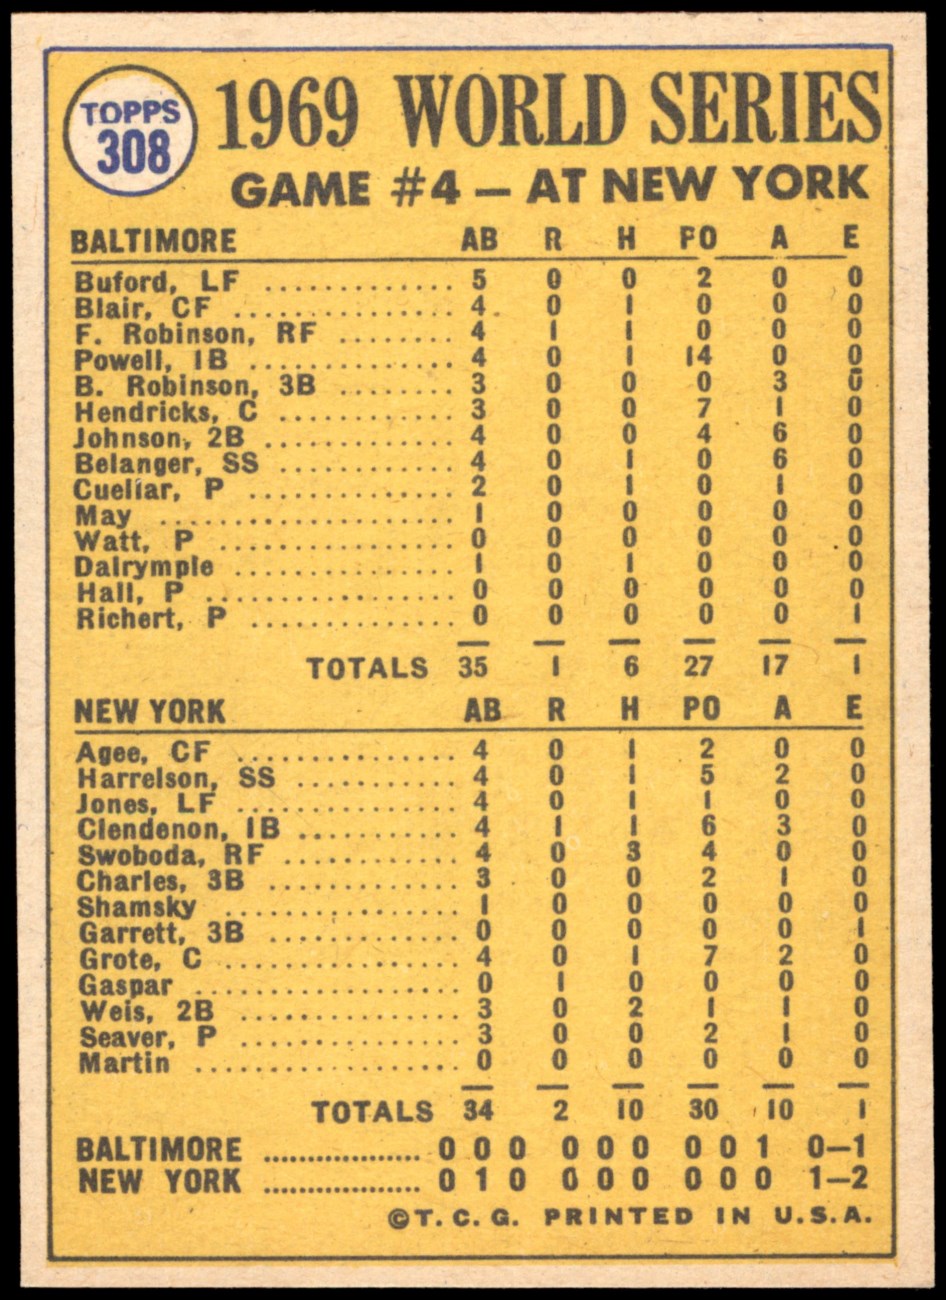 TOPPS
308
1969 WORLD SERIES
GAME #4 — AT NEW YORK
BALTIMORE AB R H PO A E
Buford, LF .............. 5 0 0 2 0 0
Blair, CF ................ 4 0 1 0 0 0
F. Robinson, RF ........ 4 1 1 0 0 0
Powell, 1B ............... 4 0 1 14 0 0
B. Robinson, 3B ........ 3 0 0 0 3 0
Hendricks, C ............. 3 0 0 7 1 0
Johnson, 2B .............. 4 0 0 4 6 0
Belanger, SS ............. 4 0 1 0 6 0
Cuellar, P ............... 2 0 1 0 1 0
May ...................... 1 0 0 0 0 0
Watt, P .................. 0 0 0 0 0 0
Dalrymple ................ 1 0 1 0 0 0
Hall, P ................... 0 0 0 0 0 0
Richert, P ............... 0 0 0 0 0 1
TOTALS 35 1 6 27 17 1
NEW YORK AB R H PO A E
Agee, CF ................ 4 0 1 2 0 0
Harrelson, SS ............ 4 0 1 5 2 0
Jones, LF ................ 4 0 1 1 0 0
Clendenon, 1B ............ 4 1 1 6 3 0
Swoboda, RF ............. 4 0 3 4 0 0
Charles, 3B .............. 3 0 0 2 1 0
Shamsky ................. 1 0 0 0 0 0
Garrett, 3B .............. 0 0 0 0 0 1
Grote, C ................. 4 0 1 7 2 0
Gaspar ................... 0 1 0 0 0 0
Weis, 2B ................ 3 0 2 1 1 0
Seaver, P ................ 3 0 0 2 1 0
Martin ................... 0 0 0 0 0 0
TOTALS 34 2 10 30 10 1
BALTIMORE .................. 0 0 0 0 0 0 0 0 1 0—1
NEW YORK .................. 0 1 0 0 0 0 0 0 0 1—2
©T. C. G. PRINTED IN U.S.A.